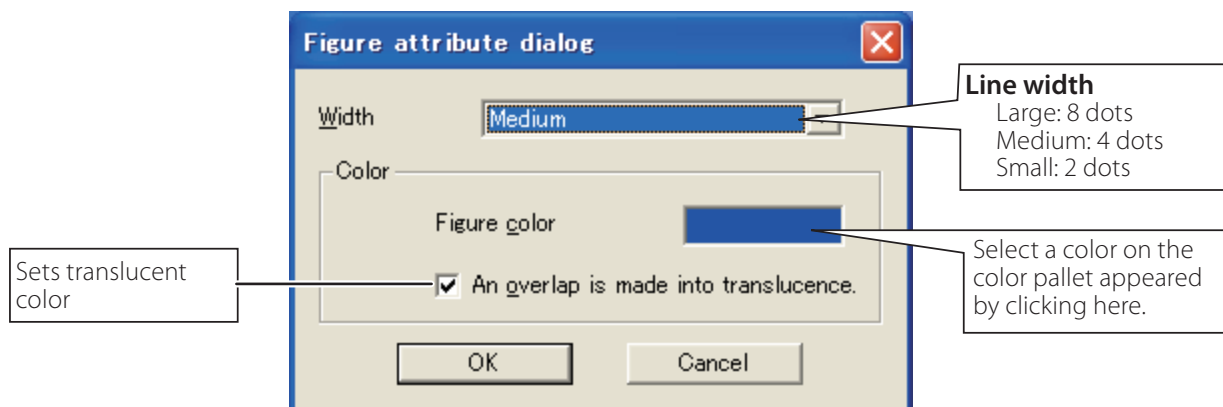 Figure attribute dialog
Width
Medium
Line width
Large: 8 dots
Medium: 4 dots
Small: 2 dots
Color
Figure color
Select a color on the
color pallet appeared
by clicking here.
Sets translucent
color
An overlap is made into translucence.
OK
Cancel